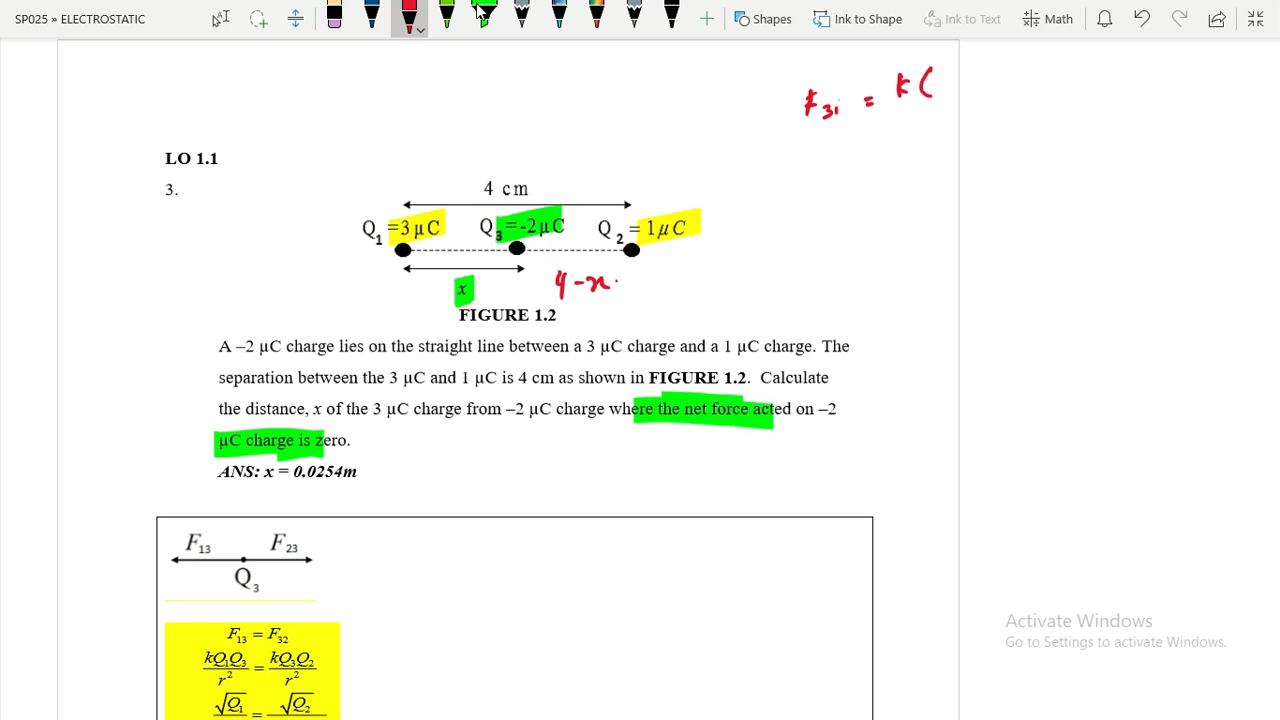 SP025 » ELECTROSTATIC
Shapes
Ink to Shape
Ink to Text
Math
F31 = k(
LO 1.1
3.
4 cm
Q1 =3 μC Q3 =-2μC Q2 = 1μC
x 4-x
FIGURE 1.2
A –2 μC charge lies on the straight line between a 3 μC charge and a 1 μC charge. The
separation between the 3 μC and 1 μC is 4 cm as shown in FIGURE 1.2. Calculate
the distance, x of the 3 μC charge from –2 μC charge where the net force acted on –2
μC charge is zero.
ANS: x = 0.0254m
F13 F23
Q3
F13 = F32
kQ1Q3/r² = kQ3Q2/r²
√Q1 = √Q2
Activate Windows
Go to Settings to activate Windows.